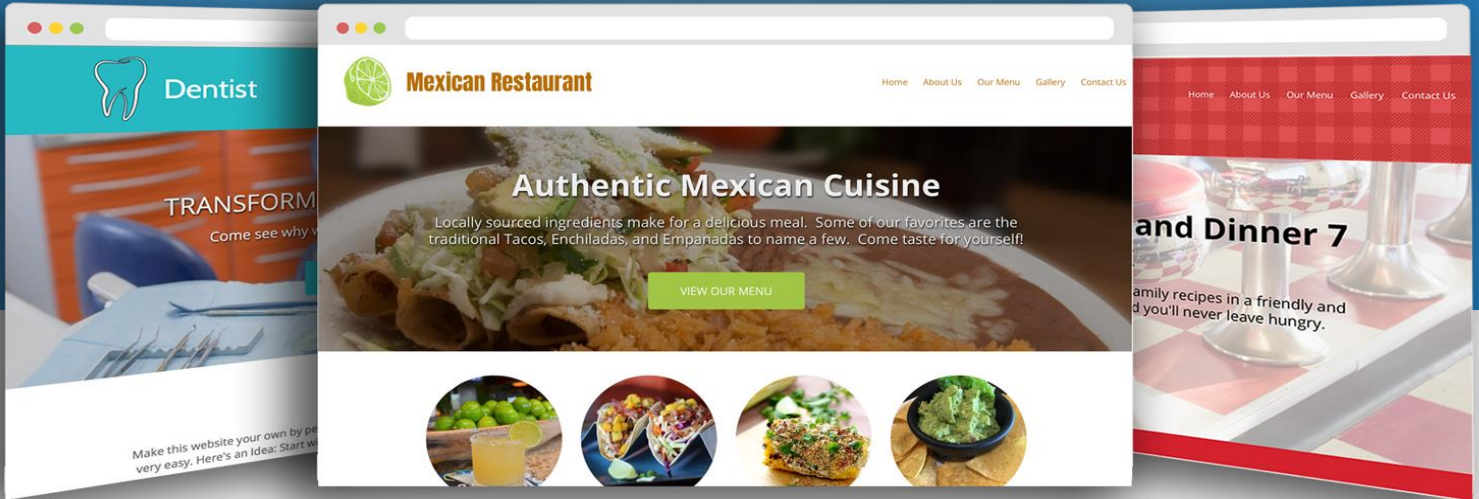 Dentist
TRANSFORM
Come see why
Make this website your own by
very easy. Here's an Idea: Start
Mexican Restaurant
Home About Us Our Menu Gallery Contact Us
Authentic Mexican Cuisine
Locally sourced ingredients make for a delicious meal. Some of our favorites are the
traditional Tacos, Enchiladas, and Empanadas to name a few. Come taste for yourself!
VIEW OUR MENU
Home About Us Our Menu Gallery Contact Us
and Dinner 7
amily recipes in a friendly and
you'll never leave hungry.